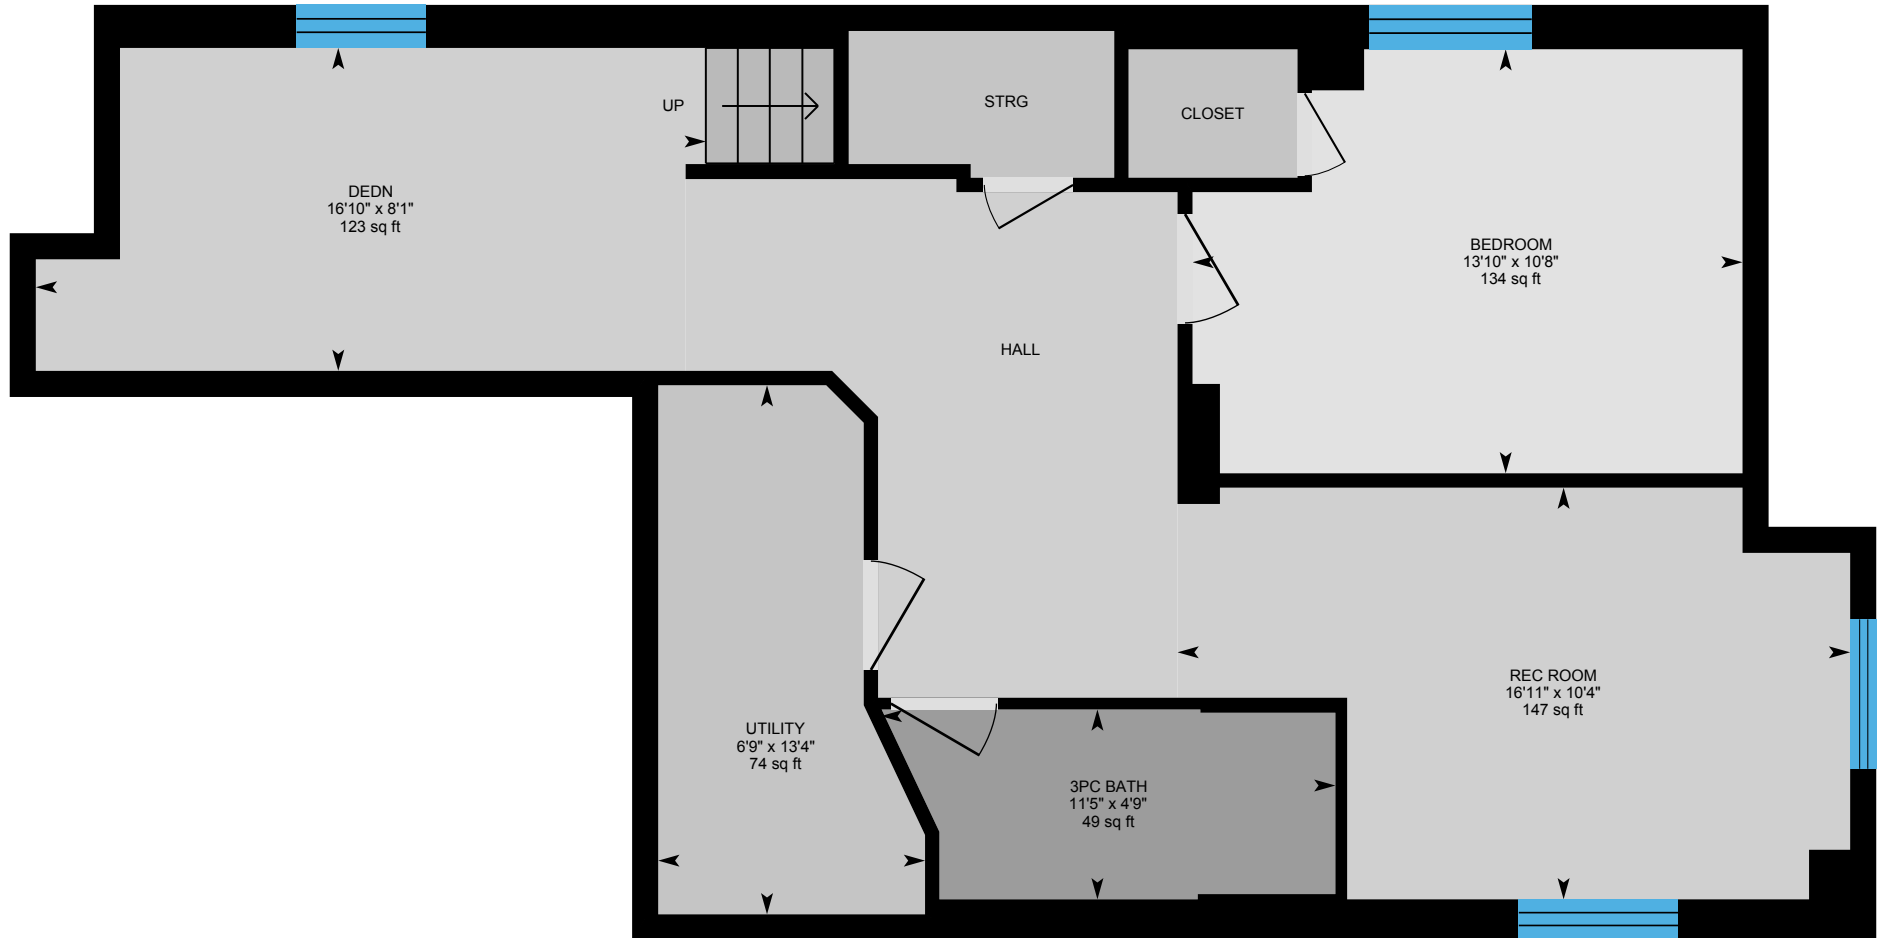 UP
STRG
CLOSET
DEDN
16'10" x 8'1"
123 sq ft
BEDROOM
13'10" x 10'8"
134 sq ft
HALL
REC ROOM
16'11" x 10'4"
147 sq ft
UTILITY
6'9" x 13'4"
74 sq ft
3PC BATH
11'5" x 4'9"
49 sq ft